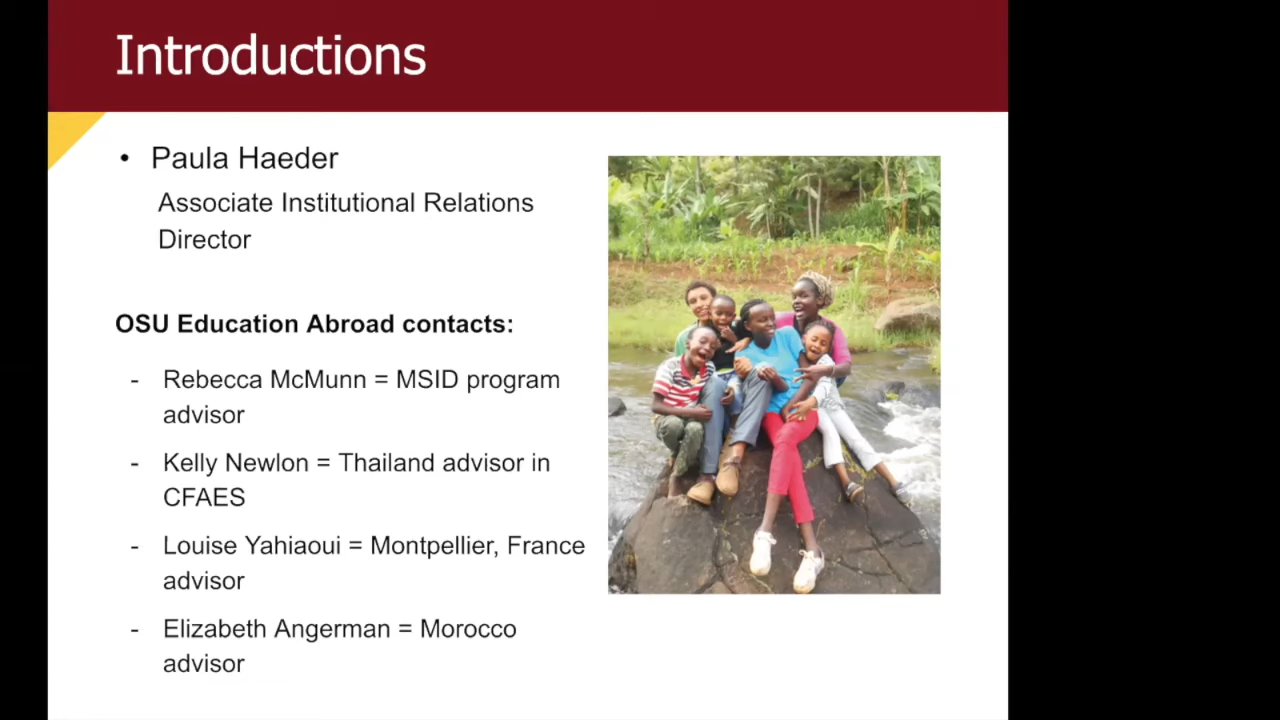 Introductions
• Paula Haeder
Associate Institutional Relations
Director
OSU Education Abroad contacts:
- Rebecca McMunn = MSID program
advisor
- Kelly Newlon = Thailand advisor in
CFAES
- Louise Yahiaoui = Montpellier, France
advisor
- Elizabeth Angerman = Morocco
advisor